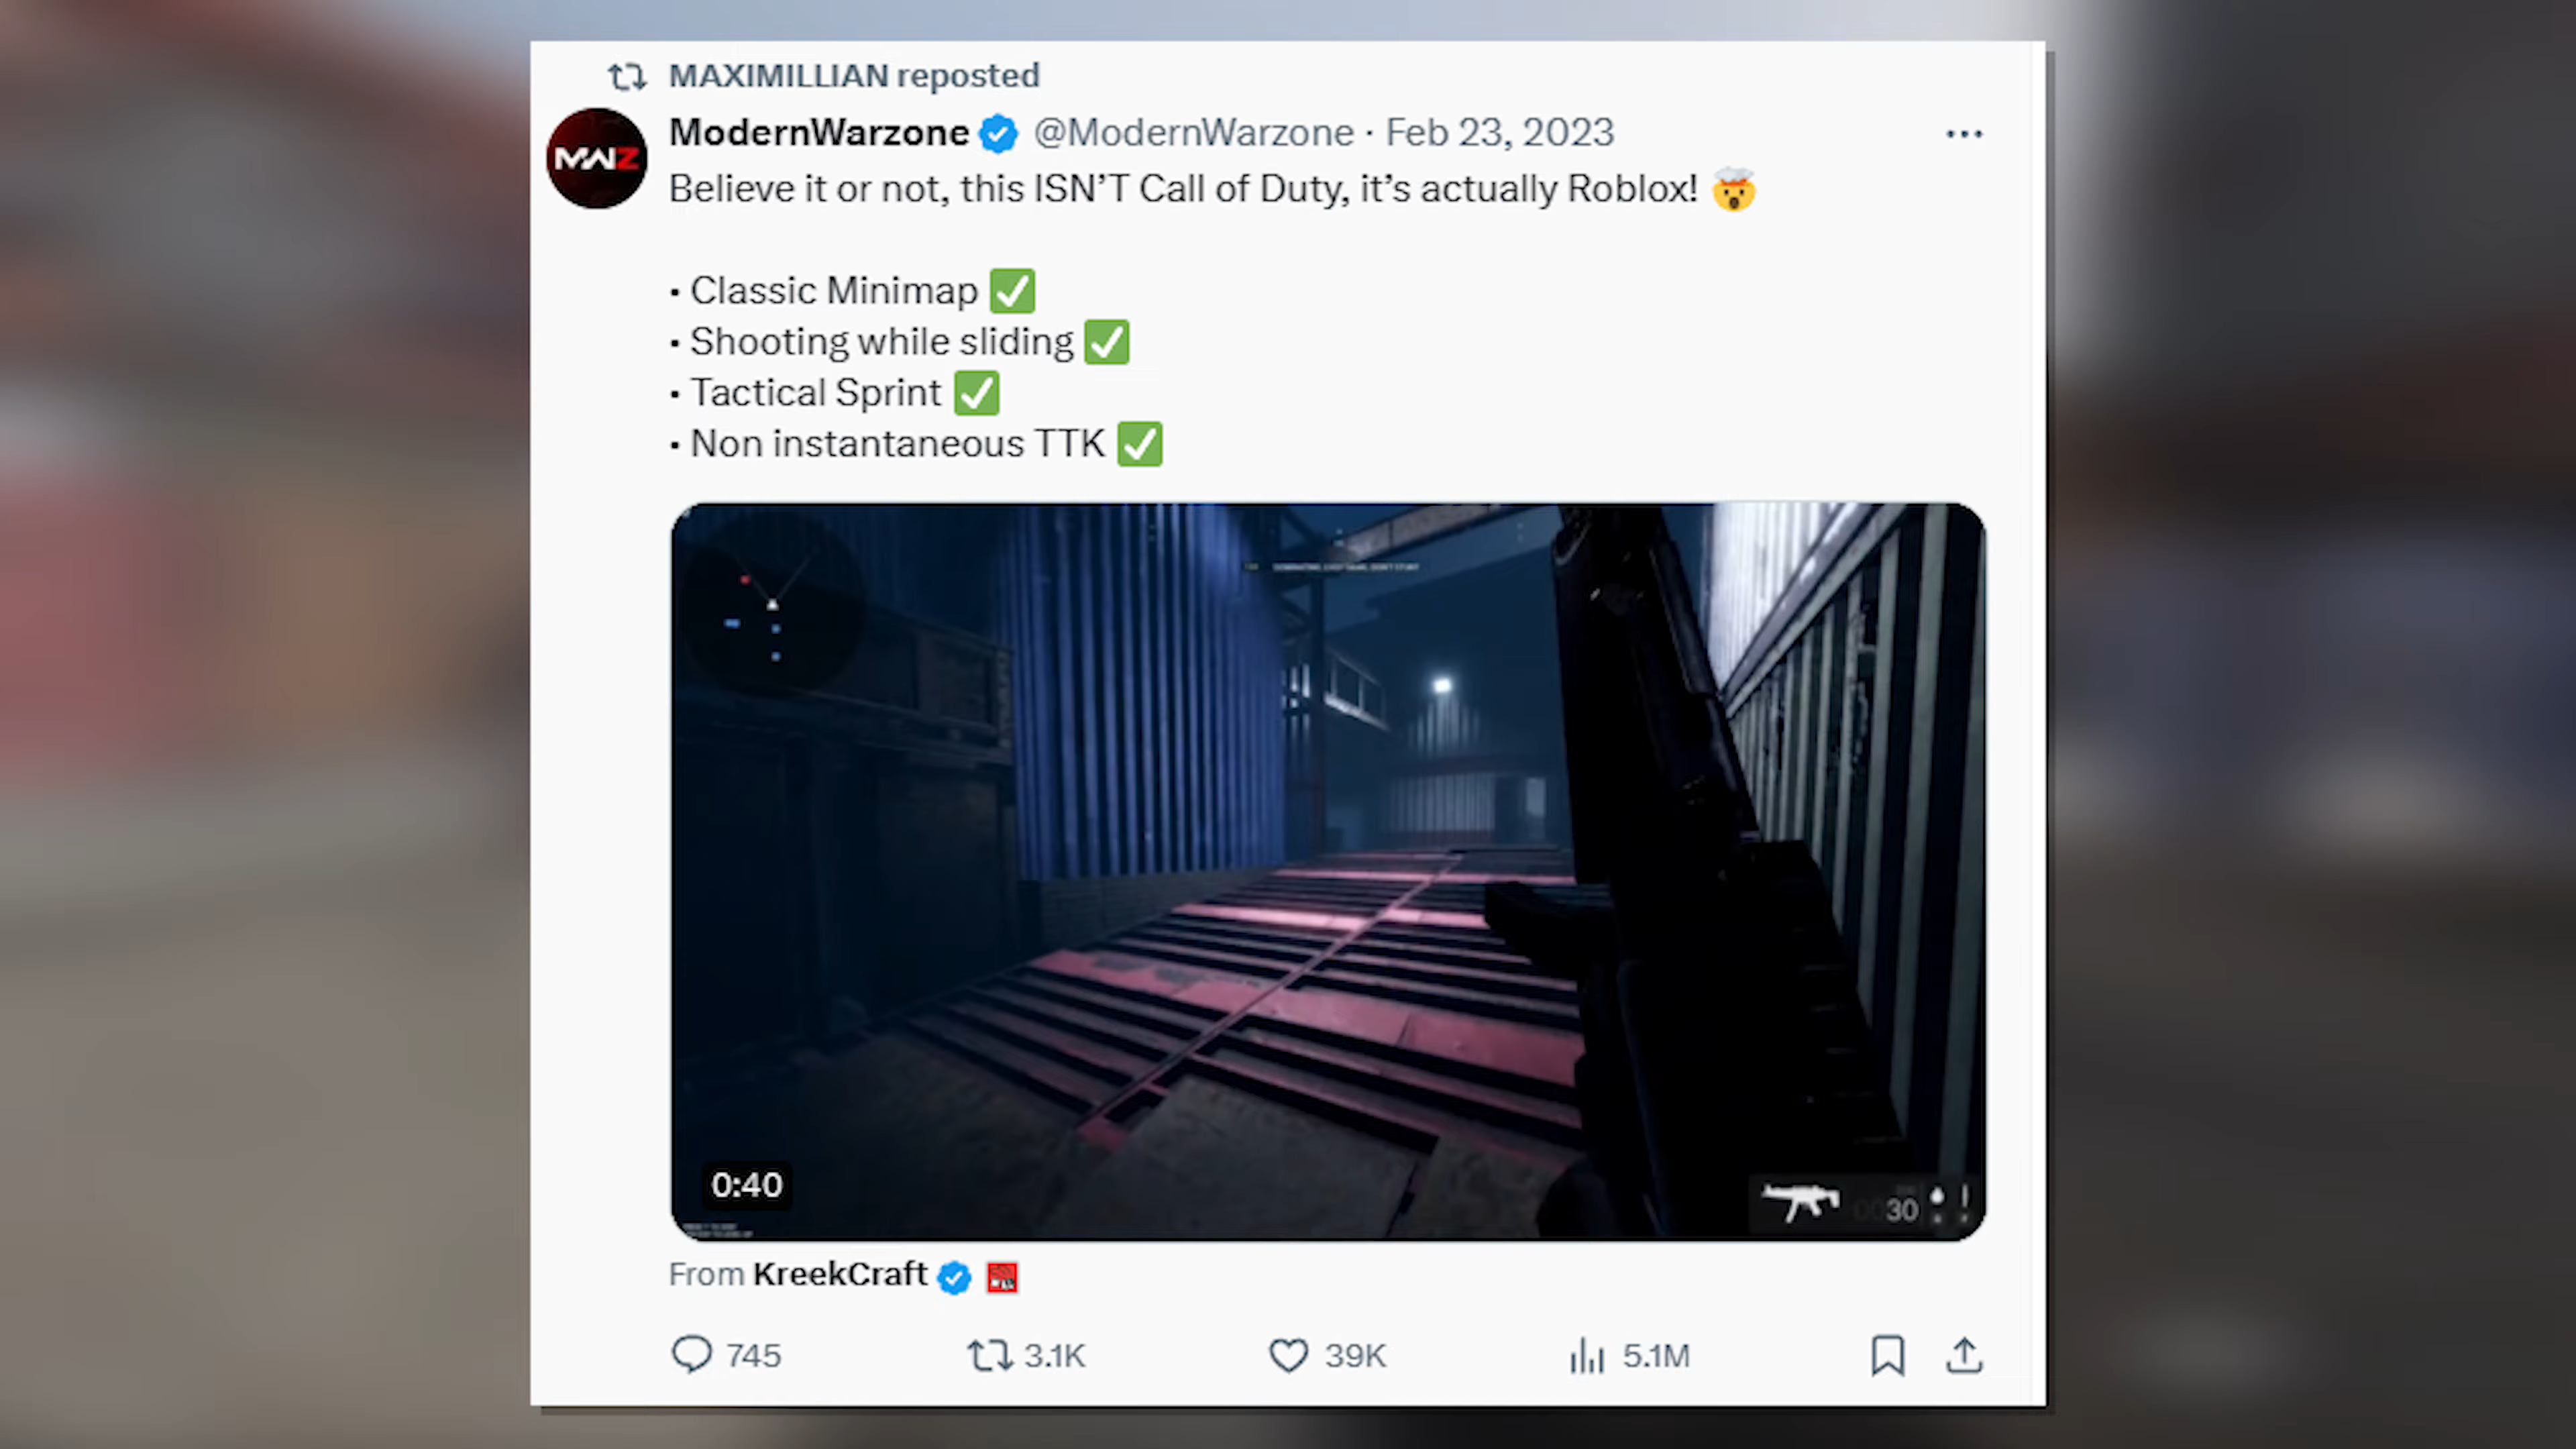 MAXIMILLIAN reposted
MWZ
ModernWarzone @ModernWarzone · Feb 23, 2023
Believe it or not, this ISN’T Call of Duty, it’s actually Roblox! 🤯
• Classic Minimap ✅
• Shooting while sliding ✅
• Tactical Sprint ✅
• Non instantaneous TTK ✅
0:40
30
From KreekCraft
745 3.1K 39K 5.1M